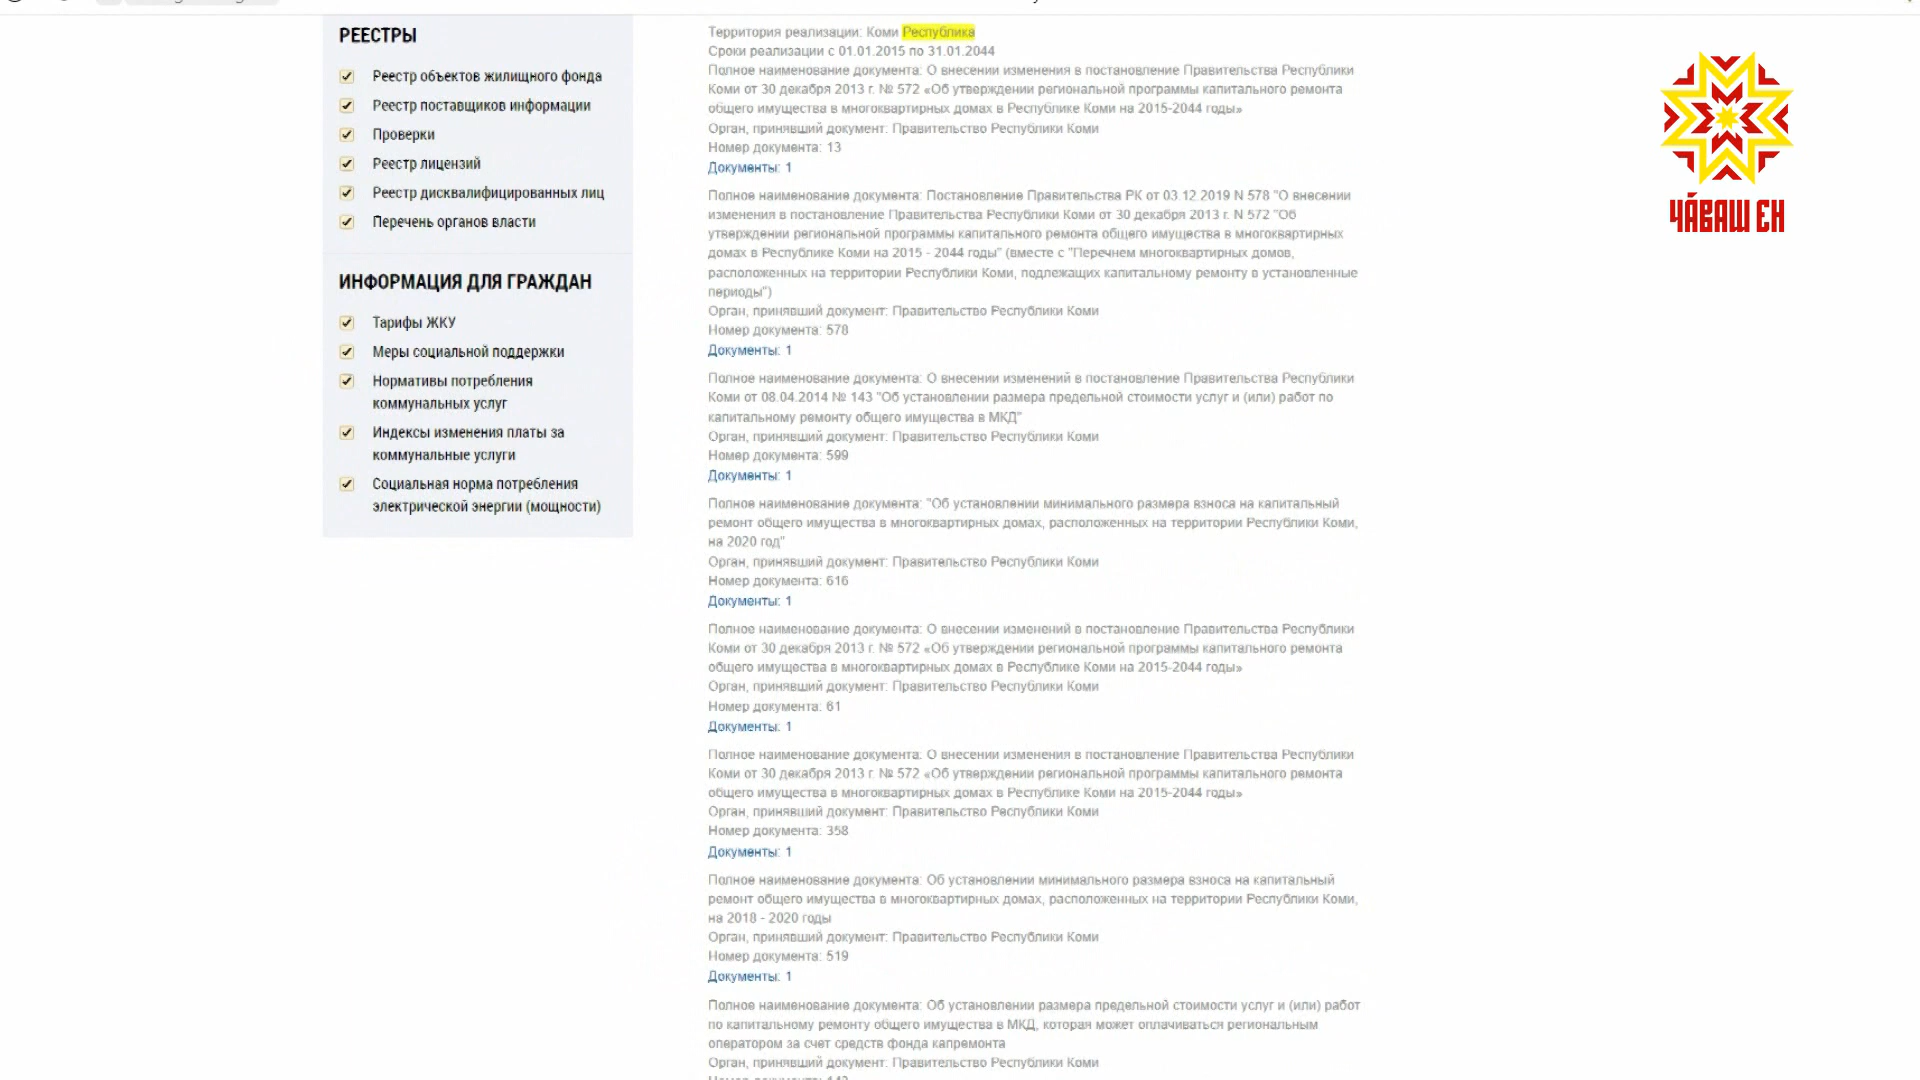 РЕЕСТРЫ
Реестр объектов жилищного фонда
Реестр поставщиков информации
Проверки
Реестр лицензий
Реестр дисквалифицированных лиц
Перечень органов власти
ИНФОРМАЦИЯ ДЛЯ ГРАЖДАН
Тарифы ЖКУ
Меры социальной поддержки
Нормативы потребления
коммунальных услуг
Индексы изменения платы за
коммунальные услуги
Социальная норма потребления
электрической энергии (мощности)
Территория реализации: Коми Республика
Сроки реализации с 01.01.2015 по 31.01.2044
Полное наименование документа: О внесении изменения в постановление Правительства Республики
Коми от 30 декабря 2013 г. № 572 «Об утверждении региональной программы капитального ремонта
общего имущества в многоквартирных домах в Республике Коми на 2015-2044 годы»
Орган, принявший документ: Правительство Республики Коми
Номер документа: 13
Документы: 1
Полное наименование документа: Постановление Правительства РК от 03.12.2019 N 578 "О внесении
изменения в постановление Правительства Республики Коми от 30 декабря 2013 г. N 572 "Об
утверждении региональной программы капитального ремонта общего имущества в многоквартирных
домах в Республике Коми на 2015 - 2044 годы" (вместе с "Перечнем многоквартирных домов,
расположенных на территории Республики Коми, подлежащих капитальному ремонту в установленные
периоды")
Орган, принявший документ: Правительство Республики Коми
Номер документа: 578
Документы: 1
Полное наименование документа: О внесении изменений в постановление Правительства Республики
Коми от 08.04.2014 № 143 "Об установлении размера предельной стоимости услуг и (или) работ по
капитальному ремонту общего имущества в МКД"
Орган, принявший документ: Правительство Республики Коми
Номер документа: 599
Документы: 1
Полное наименование документа: "Об установлении минимального размера взноса на капитальный
ремонт общего имущества в многоквартирных домах, расположенных на территории Республики Коми,
на 2020 год"
Орган, принявший документ: Правительство Республики Коми
Номер документа: 616
Документы: 1
Полное наименование документа: О внесении изменений в постановление Правительства Республики
Коми от 30 декабря 2013 г. № 572 «Об утверждении региональной программы капитального ремонта
общего имущества в многоквартирных домах в Республике Коми на 2015-2044 годы»
Орган, принявший документ: Правительство Республики Коми
Номер документа: 61
Документы: 1
Полное наименование документа: О внесении изменения в постановление Правительства Республики
Коми от 30 декабря 2013 г. № 572 «Об утверждении региональной программы капитального ремонта
общего имущества в многоквартирных домах в Республике Коми на 2015-2044 годы»
Орган, принявший документ: Правительство Республики Коми
Номер документа: 358
Документы: 1
Полное наименование документа: Об установлении минимального размера взноса на капитальный
ремонт общего имущества в многоквартирных домах, расположенных на территории Республики Коми,
на 2018 - 2020 годы
Орган, принявший документ: Правительство Республики Коми
Номер документа: 519
Документы: 1
Полное наименование документа: Об установлении размера предельной стоимости услуг и (или) работ
по капитальному ремонту общего имущества в МКД, которая может оплачиваться региональным
оператором за счет средств фонда капремонта
Орган, принявший документ: Правительство Республики Коми
ЧӐВАШ ЕН